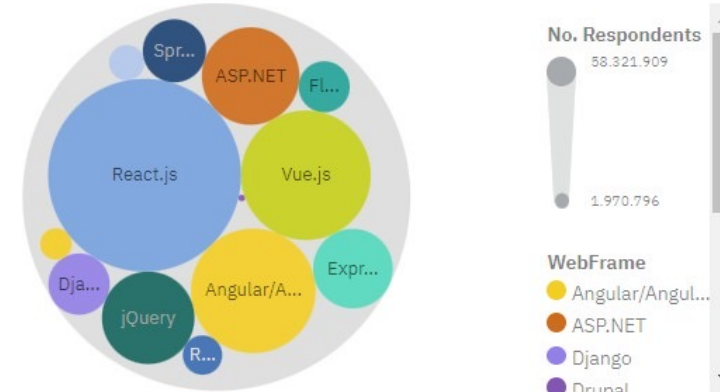 Spr...
ASP.NET
Fl...
React.js
Vue.js
Dja...
Angular/A...
Expr...
jQuery
R...
No. Respondents
58.321.909
1.970.796
WebFrame
Angular/Angul...
ASP.NET
Django
Drupal